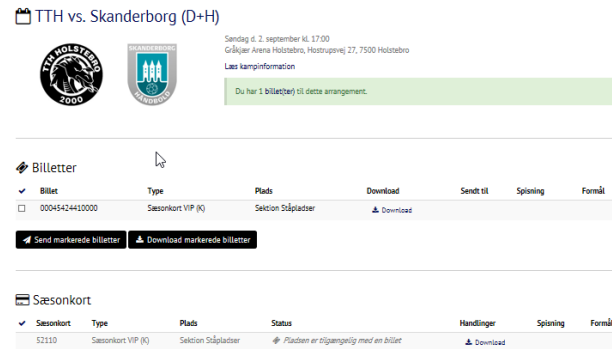 TTH vs. Skanderborg (D+H)
Søndag d. 2. september kl. 17:00
Gråkjær Arena Holstebro, Hostrupsvej 27, 7500 Holstebro
Læs kampinformation
TTH HOLSTEBRO
2000
SKANDERBORG
HÅNDBOLD
Du har 1 billet(ter) til dette arrangement.
Billetter
Billet Type Plads Download Sendt til Spisning Formål
00045424410000 Sæsonkort VIP (K) Sektion Ståpladser Download
Send markerede billetter Download markerede billetter
Sæsonkort
Sæsonkort Type Plads Status Handlinger Spisning Formål
52110 Sæsonkort VIP (K) Sektion Ståpladser Pladsen er tilgængelig med en billet Download